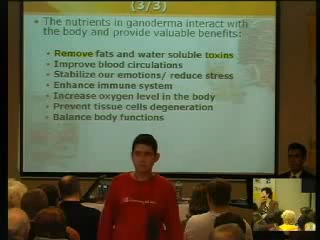 (3/3)
• The nutrients in ganoderma interact with
the body and provide valuable benefits:
• Remove fats and water soluble toxins
• Improve blood circulations
• Stabilize our emotions/ reduce stress
• Enhance immune system
• Increase oxygen level in the body
• Prevent tissue cells degeneration
• Balance body functions